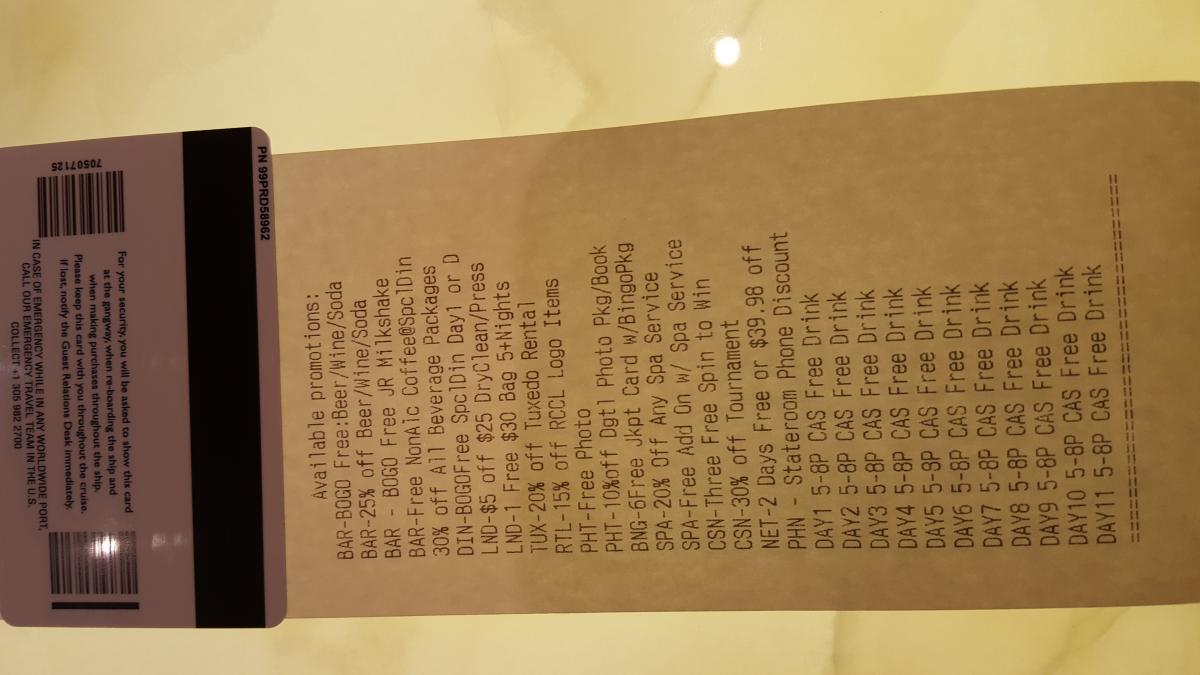 PN 99PRD58962
70507125
For your security, you will be asked to show this card
at the gangway, when re-boarding the ship and
when making purchases throughout the ship.
Please keep this card with you throughout the cruise.
If lost, notify the Guest Relations Desk immediately.
IN CASE OF EMERGENCY WHILE IN ANY WORLDWIDE PORT,
CALL OUR EMERGENCY TRAVEL TEAM IN THE U.S.
COLLECT +1 305 982 2700
Available promotions:
BAR-BOGO Free:Beer/Wine/Soda
BAR-25% off Beer/Wine/Soda
BAR - BOGO Free JR Milkshake
BAR-Free NonAlc Coffee@SpclDin
30% off All Beverage Packages
DIN-BOGOFree SpclDin Day1 or D
LND-$5 off $25 DryClean/Press
LND-1 Free $30 Bag 5+Nights
TUX-20% off Tuxedo Rental
RTL-15% off RCCL Logo Items
PHT-Free Photo
PHT-10%off Dgtl Photo Pkg/Book
BNG-6Free Jkpt Card w/BingoPkg
SPA-20% Off Any Spa Service
SPA-Free Add On w/ Spa Service
CSN-Three Free Spin to Win
CSN-30% off Tournament
NET-2 Days Free or $39.98 off
PHN - Stateroom Phone Discount
DAY1 5-8P CAS Free Drink
DAY2 5-8P CAS Free Drink
DAY3 5-8P CAS Free Drink
DAY4 5-8P CAS Free Drink
DAY5 5-8P CAS Free Drink
DAY6 5-8P CAS Free Drink
DAY7 5-8P CAS Free Drink
DAY8 5-8P CAS Free Drink
DAY9 5-8P CAS Free Drink
DAY10 5-8P CAS Free Drink
DAY11 5-8P CAS Free Drink